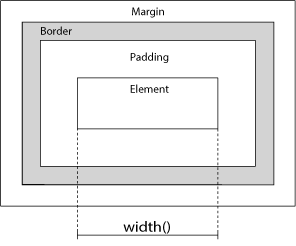 Margin
Border
Padding
Element
width()